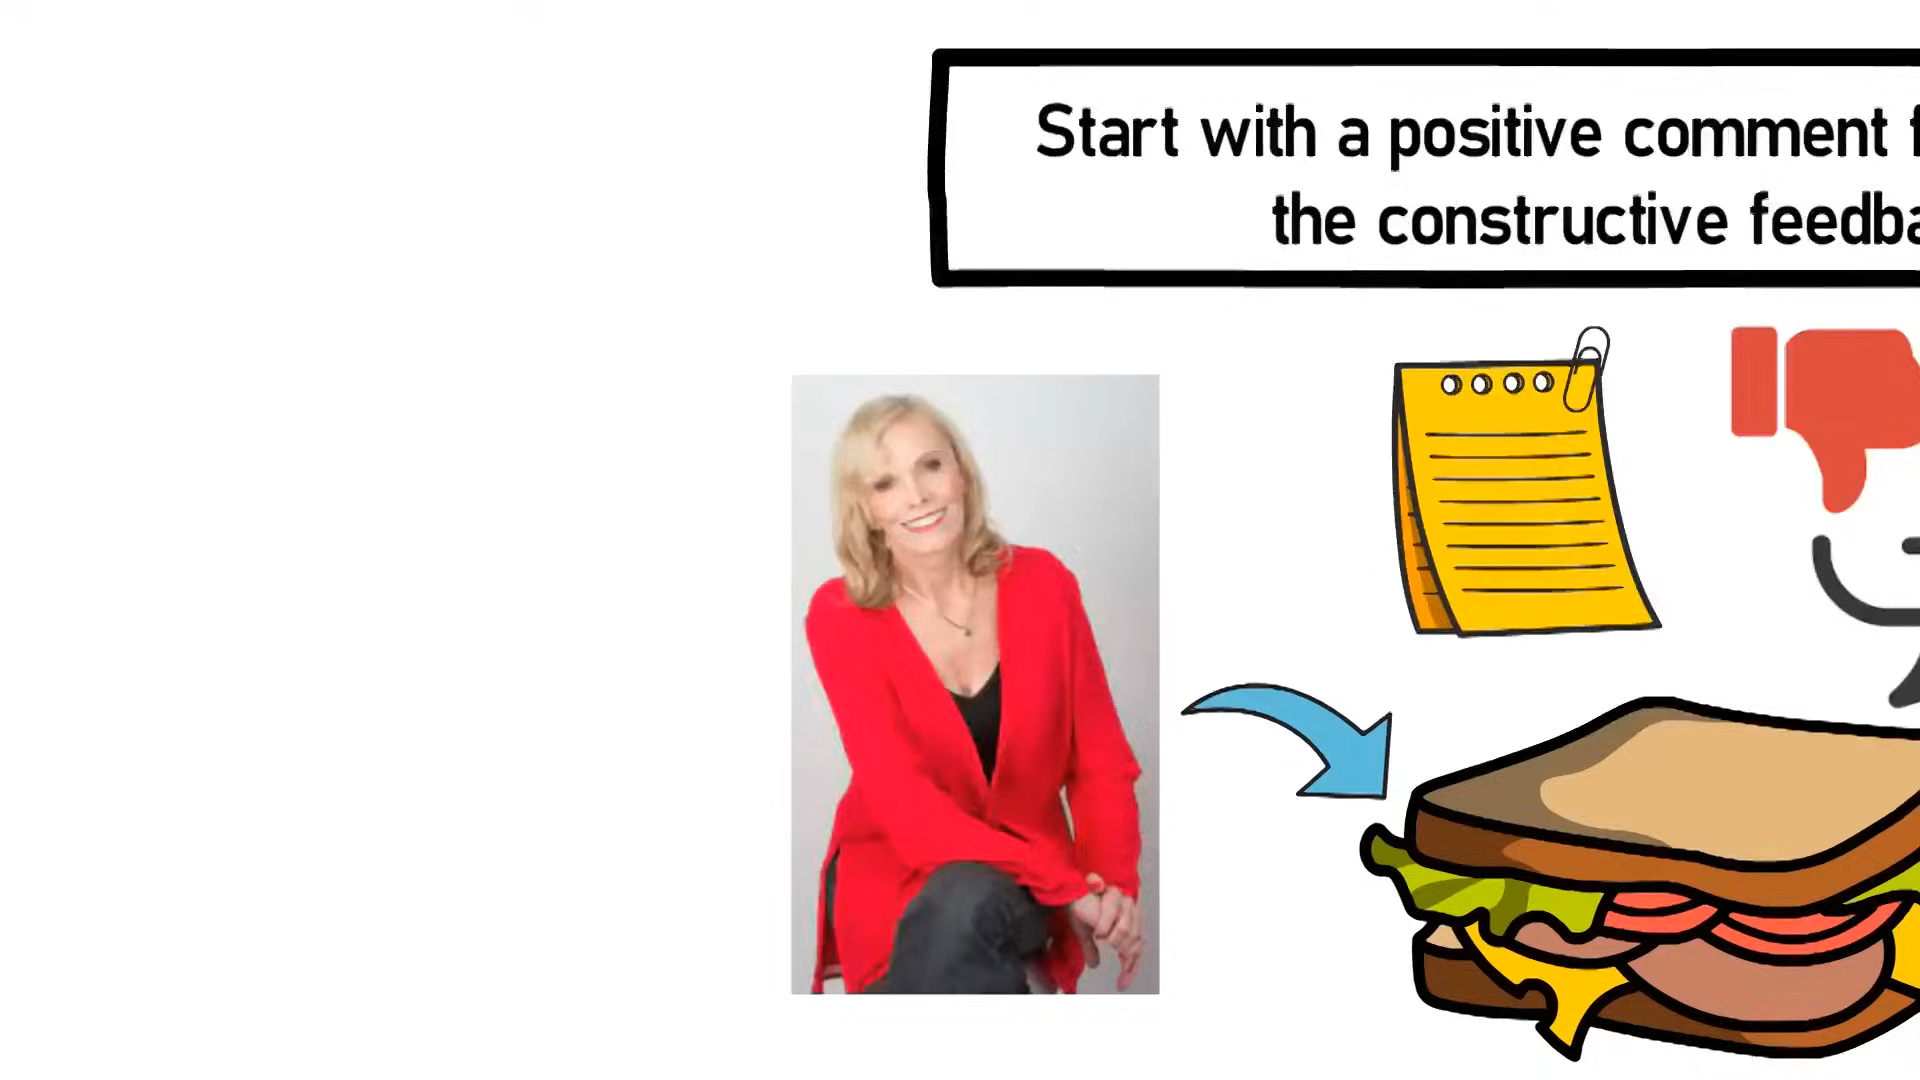 Start with a positive comment
the constructive